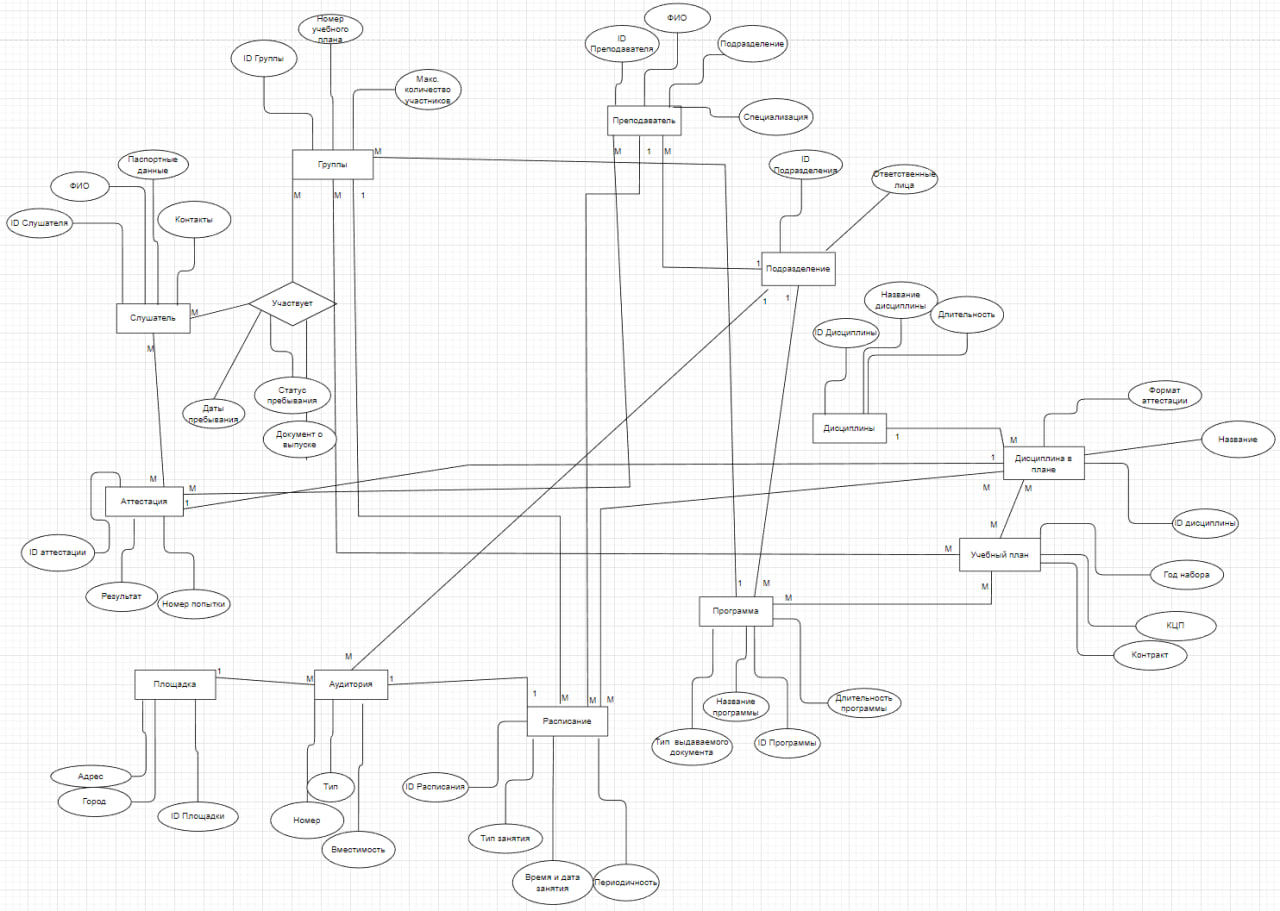 Номер
учебного
плана
ID Группы
Макс.
количество
участников
Группы
М
М
М
1
ID
Преподавателя
ФИО
Подразделение
Специализация
Преподаватель
М
1
М
ID
Подразделения
Ответственные
лица
Подразделение
1
1
1
Паспортные
данные
ФИО
ID Слушателя
Контакты
Слушатель
М
М
Участвует
Даты
пребывания
Статус
пребывания
Документ о
выпуске
Название
дисциплины
Длительность
ID Дисциплины
Дисциплины
1
Формат
аттестации
Название
М
1
Дисциплина в
плане
М
М
ID дисциплины
М
М
1
Аттестация
ID аттестации
Результат
Номер попытки
М
М
Учебный план
М
Год набора
КЦП
Контракт
1
М
М
Программа
Название
программы
Тип выдаваемого
документа
ID Программы
Длительность
программы
Площадка
1
Адрес
Город
ID Площадки
М
М
Аудитория
1
Тип
Номер
Вместимость
1
М
М
М
Расписание
ID Расписания
Тип занятия
Время и дата
занятия
Периодичность